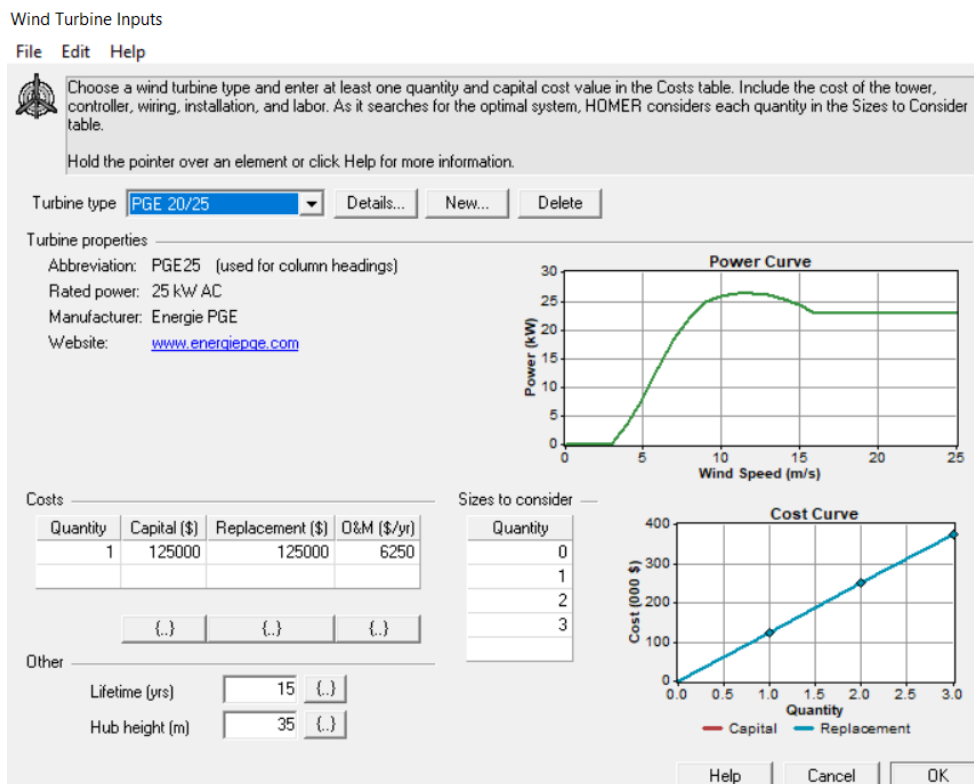 Wind Turbine Inputs
File Edit Help
Choose a wind turbine type and enter at least one quantity and capital cost value in the Costs table. Include the cost of the tower,
controller, wiring, installation, and labor. As it searches for the optimal system, HOMER considers each quantity in the Sizes to Consider
table.
Hold the pointer over an element or click Help for more information.
Turbine type PGE 20/25 Details... New... Delete
Turbine properties
Abbreviation: PGE25 (used for column headings)
Rated power: 25 kW AC
Manufacturer: Energie PGE
Website: www.energiepge.com
Power Curve
Power (kW)
30
25
20
15
10
5
0
0 5 10 15 20 25
Wind Speed (m/s)
Costs
Quantity Capital ($) Replacement ($) O&M ($/yr)
1 125000 125000 6250
{..} {..} {..}
Sizes to consider
Quantity
0
1
2
3
Cost Curve
Cost (000 $)
400
300
200
100
0
0.0 0.5 1.0 1.5 2.0 2.5 3.0
Quantity
Capital Replacement
Other
Lifetime (yrs) 15 {..}
Hub height (m) 35 {..}
Help Cancel OK